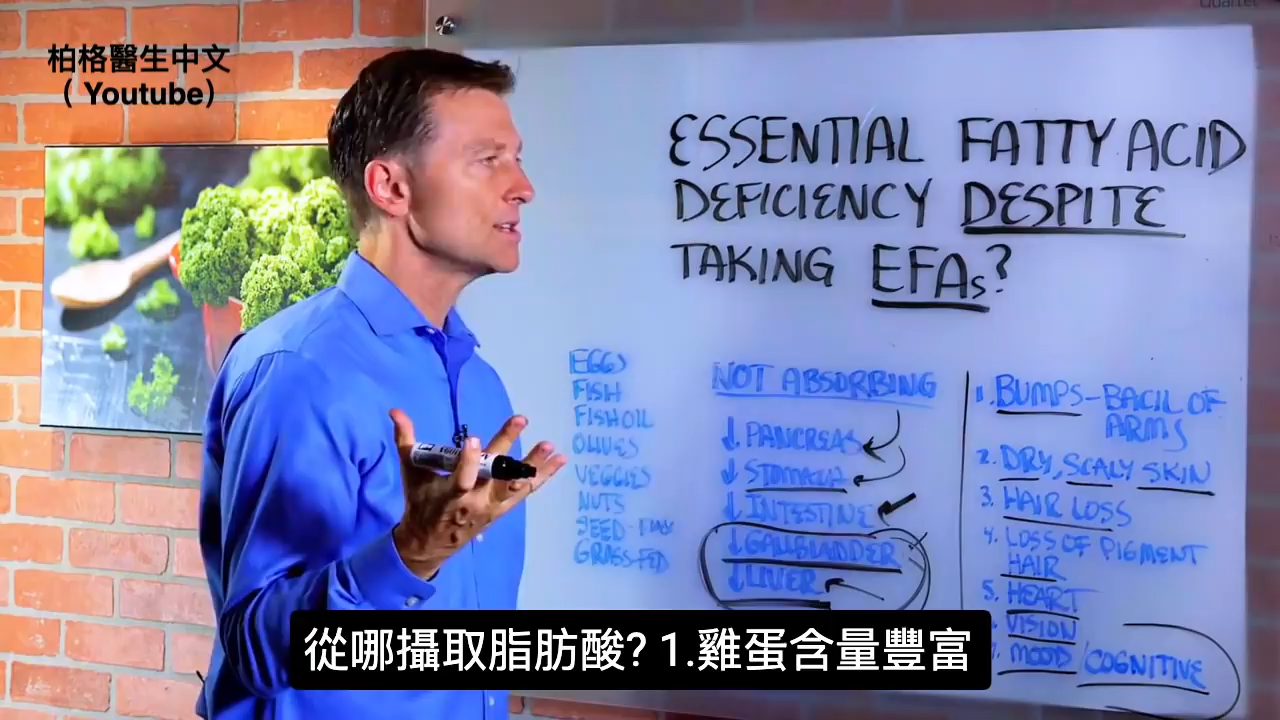 Quartet
柏格醫生中文
( Youtube)
ESSENTIAL FATTY ACID
DEFICIENCY DESPITE
TAKING EFAs?
EGGS
FISH
FISH OIL
OLIVES
VEGGIES
NUTS
SEED-FLAX
GRASS-FED
NOT ABSORBING
↓ PANCREAS
↓ STOMACH
↓ INTESTINE
↓ GALLBLADDER
↓ LIVER
1. BUMPS-BACK OF
ARMS
2. DRY, SCALY SKIN
3. HAIR LOSS
4. LOSS OF PIGMENT
HAIR
5. HEART
VISION
MOOD/COGNITIVE
從哪攝取脂肪酸? 1.雞蛋含量豐富